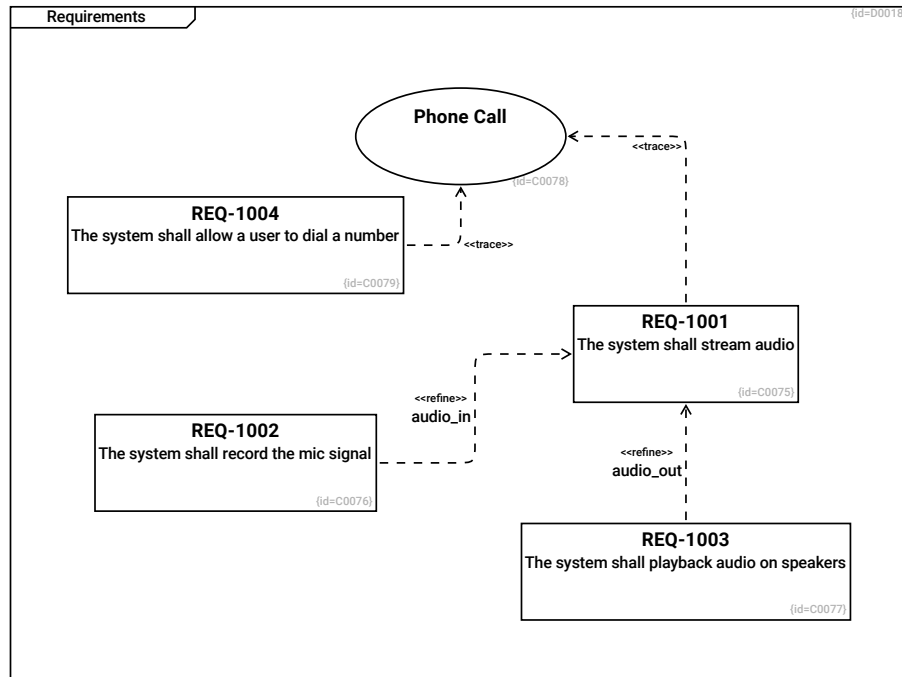 Requirements
{id=D0018
Phone Call
<<trace>>
{id=C0078}
REQ-1004
The system shall allow a user to dial a number
<<trace>>
{id=C0079}
REQ-1001
The system shall stream audio
{id=C0075}
<<refine>>
audio_in
REQ-1002
The system shall record the mic signal
<<refine>>
audio_out
{id=C0076}
REQ-1003
The system shall playback audio on speakers
{id=C0077}